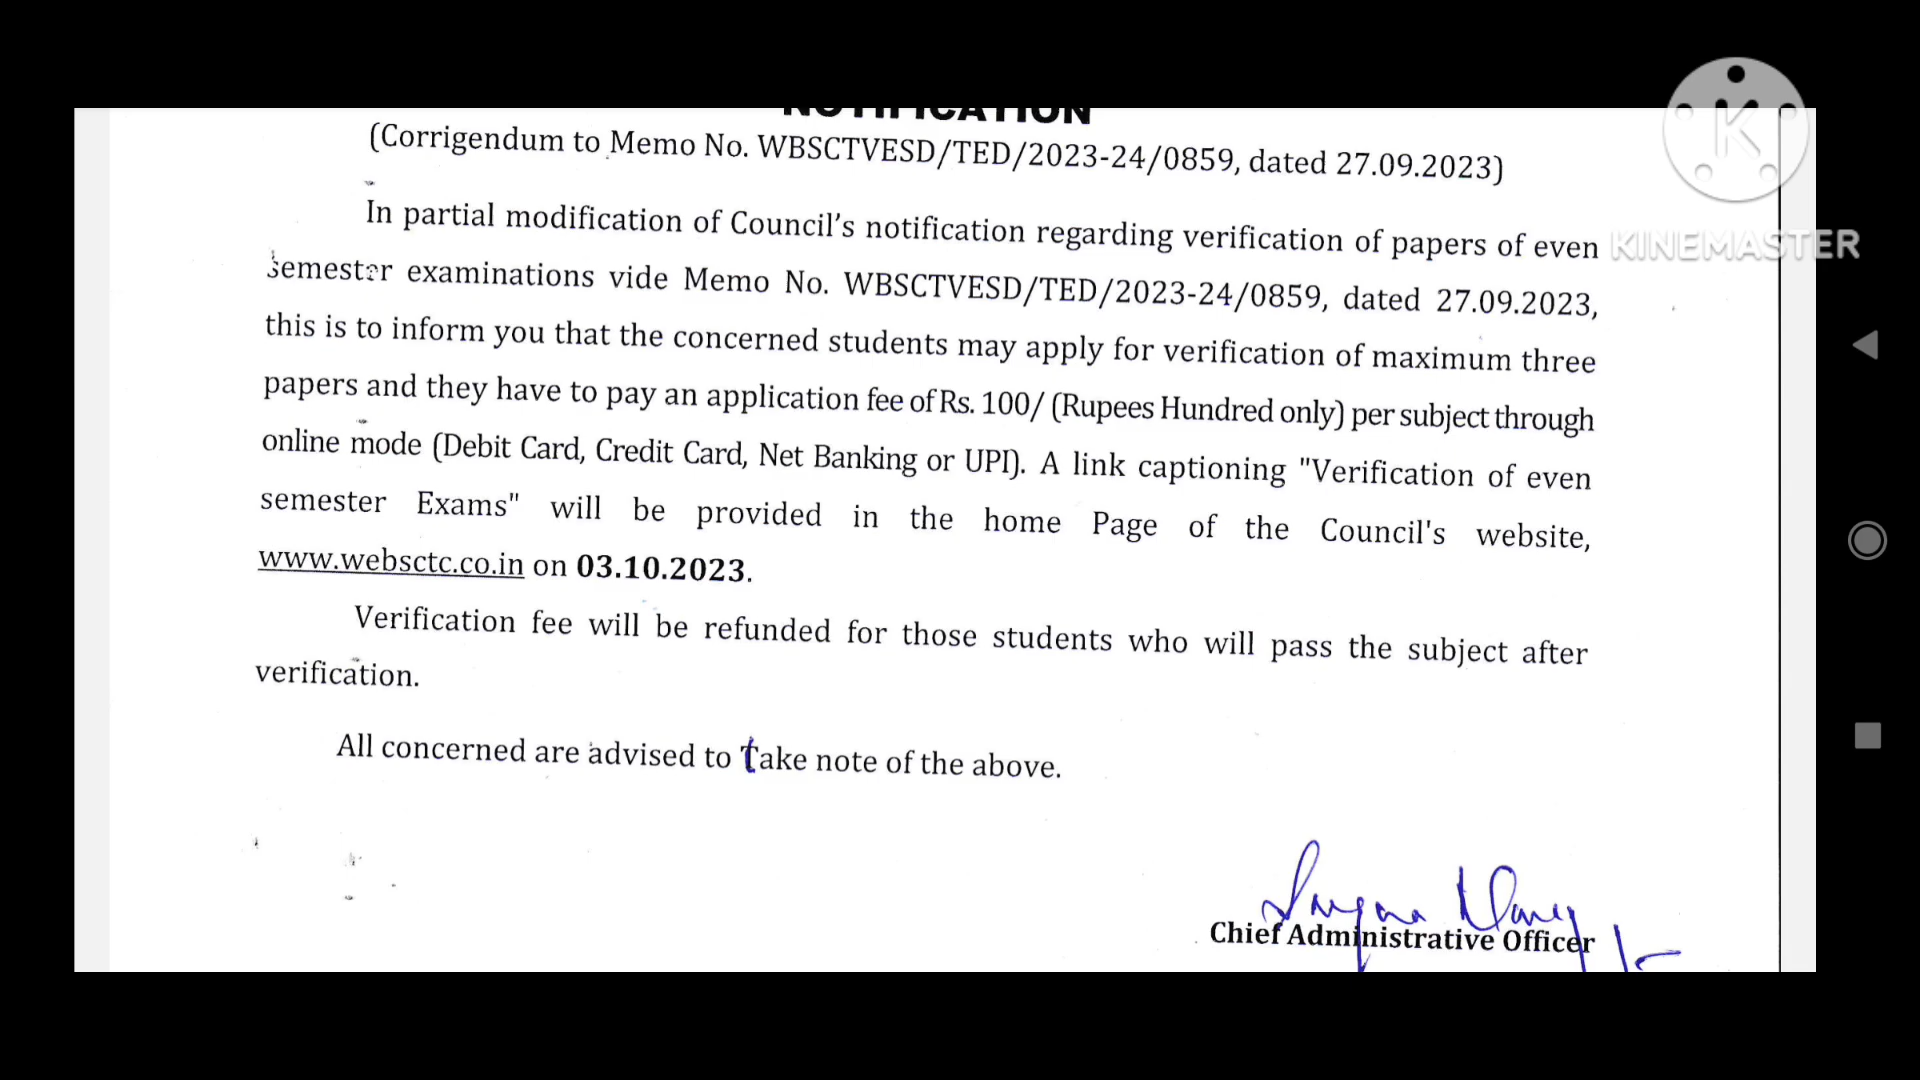 NOTIFICATION
(Corrigendum to Memo No. WBSCTVESD/TED/2023-24/0859, dated 27.09.2023)
In partial modification of Council's notification regarding verification of papers of even
semester examinations vide Memo No. WBSCTVESD/TED/2023-24/0859, dated 27.09.2023,
this is to inform you that the concerned students may apply for verification of maximum three
papers and they have to pay an application fee of Rs. 100/ (Rupees Hundred only) per subject through
online mode (Debit Card, Credit Card, Net Banking or UPI). A link captioning "Verification of even
semester Exams" will be provided in the home Page of the Council's website,
www.websctc.co.in on 03.10.2023.
Verification fee will be refunded for those students who will pass the subject after
verification.
All concerned are advised to take note of the above.
Chief Administrative Officer
K
KINEMASTER